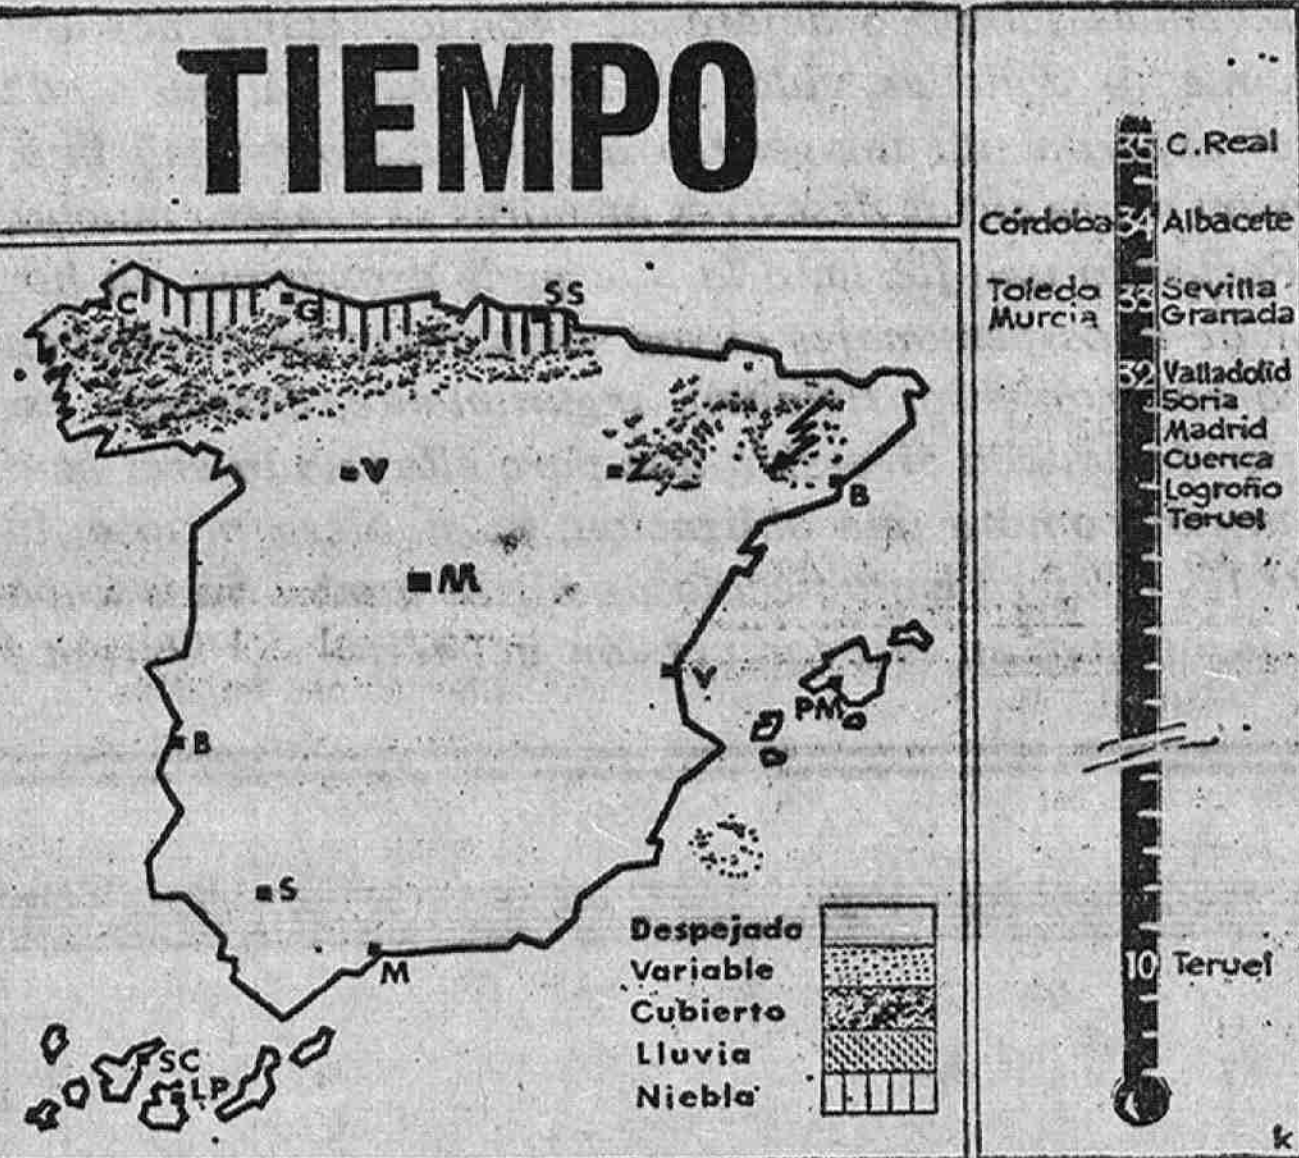 TIEMPO
C
G
SS
V
Z
B
M
V
PM
B
S
M
SC
LP
Despejada
Variable
Cubierto
Lluvia
Niebla
35 C.Real
Córdoba 34 Albacete
Toledo 33 Sevilla
Murcia Granada
32 Valladolid
Soria
Madrid
Cuenca
Logroño
Teruel
10 Teruel
k